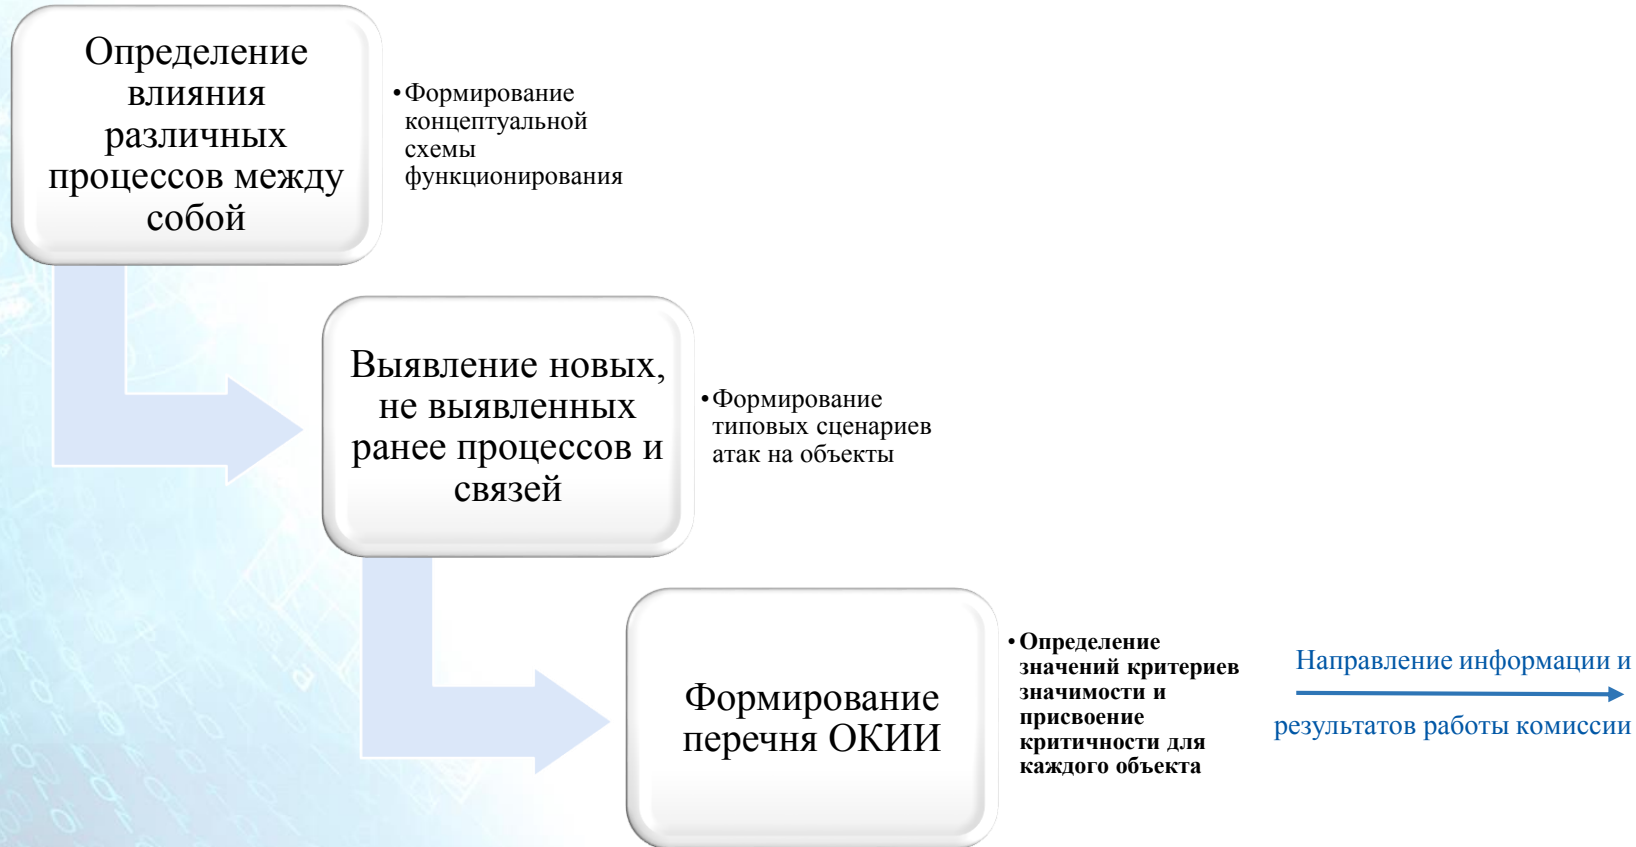 Определение
влияния
различных
процессов между
собой
•Формирование
концептуальной
схемы
функционирования
Выявление новых,
не выявленных
ранее процессов и
связей
•Формирование
типовых сценариев
атак на объекты
Формирование
перечня ОКИИ
•Определение
значений критериев
значимости и
присвоение
критичности для
каждого объекта
Направление информации и
результатов работы комиссии